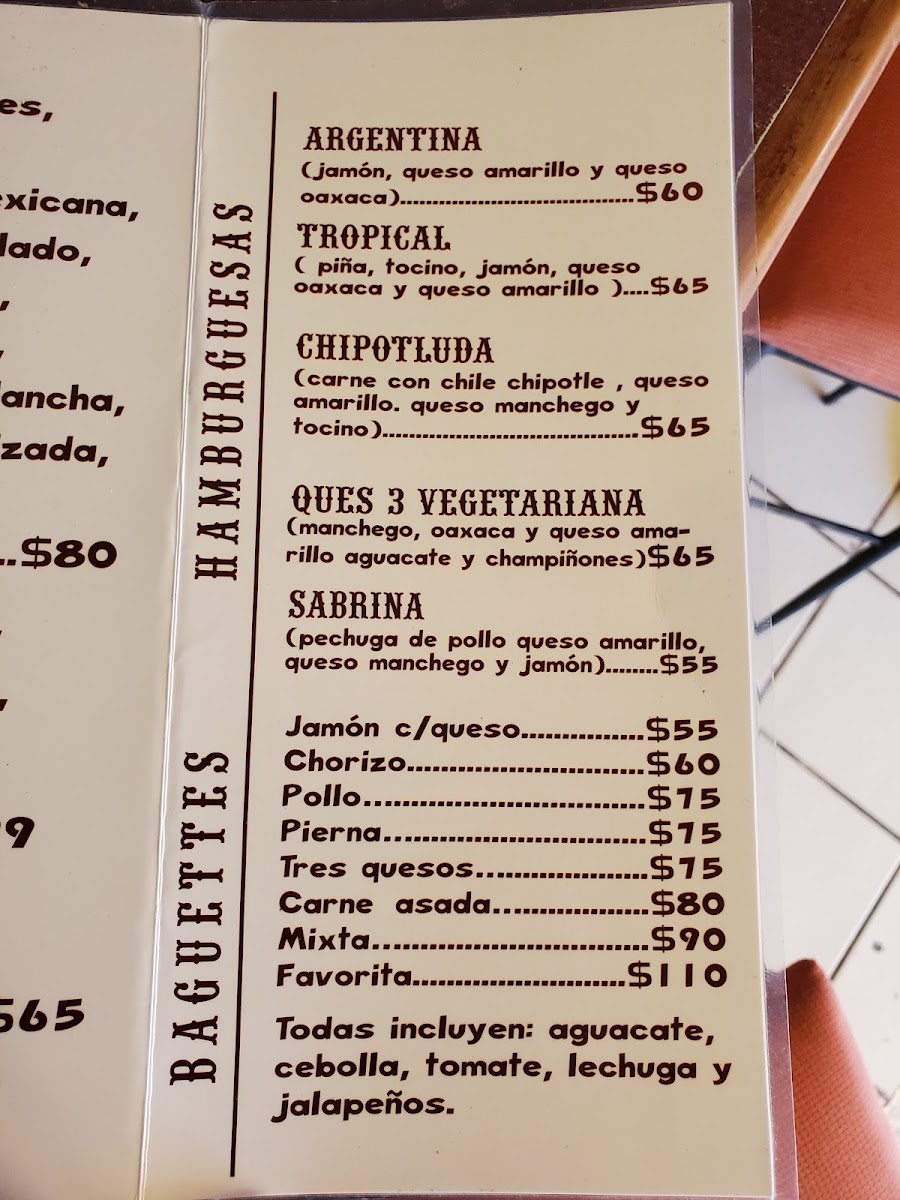 es,
exicana,
lado,
,
,
lancha,
lzada,
..$80
,
,
9
$65
HAMBURGUESAS
ARGENTINA
(jamón, queso amarillo y queso
oaxaca).....................................$60
TROPICAL
( piña, tocino, jamón, queso
oaxaca y queso amarillo )....$65
CHIPOTLUDA
(carne con chile chipotle , queso
amarillo. queso manchego y
tocino).......................................$65
QUES 3 VEGETARIANA
(manchego, oaxaca y queso ama-
rillo aguacate y champiñones)$65
SABRINA
(pechuga de pollo queso amarillo,
queso manchego y jamón)........$55
BAGUETTES
Jamón c/queso...............$55
Chorizo.............................$60
Pollo..................................$75
Pierna................................$75
Tres quesos.....................$75
Carne asada...................$80
Mixta..................................$90
Favorita..........................$110
Todas incluyen: aguacate,
cebolla, tomate, lechuga y
jalapeños.